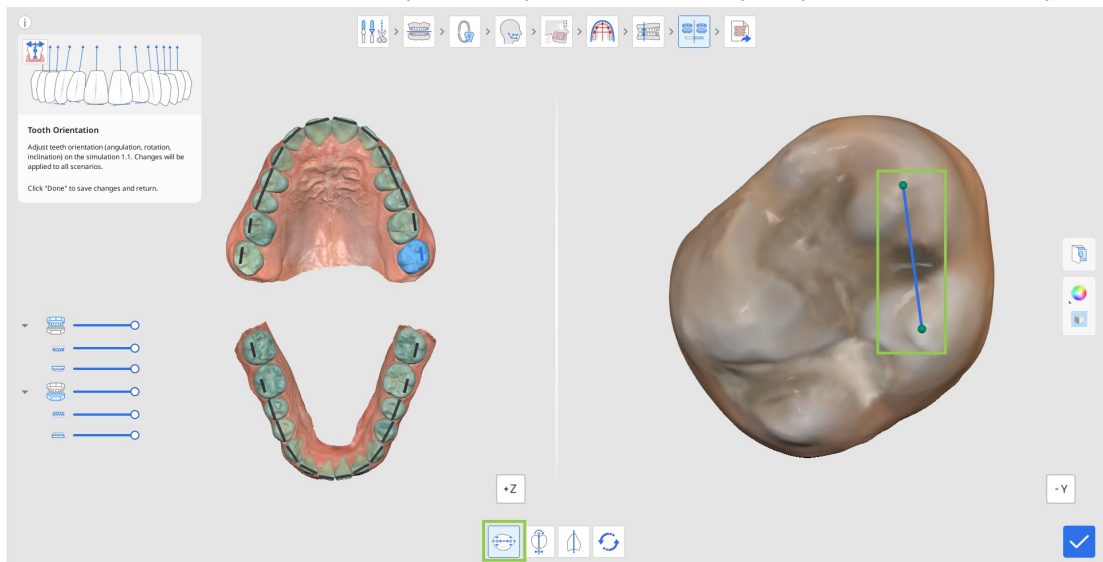 Tooth Orientation
Adjust teeth orientation (angulation, rotation,
inclination) on the simulation 1.1. Changes will be
applied to all scenarios.
Click "Done" to save changes and return.
+Z
- Y